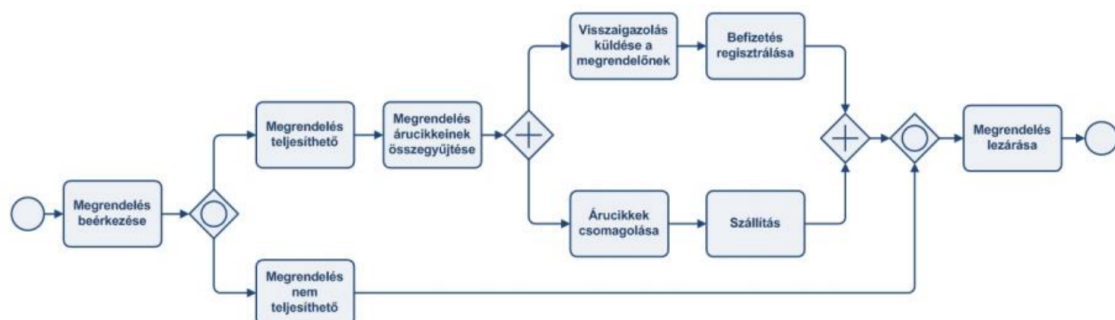 Megrendelés
beérkezése
Megrendelés
teljesíthető
Megrendelés
árucikkeinek
összegyűjtése
Visszaigazolás
küldése a
megrendelőnek
Befizetés
regisztrálása
Árucikkek
csomagolása
Szállítás
Megrendelés
nem
teljesíthető
Megrendelés
lezárása